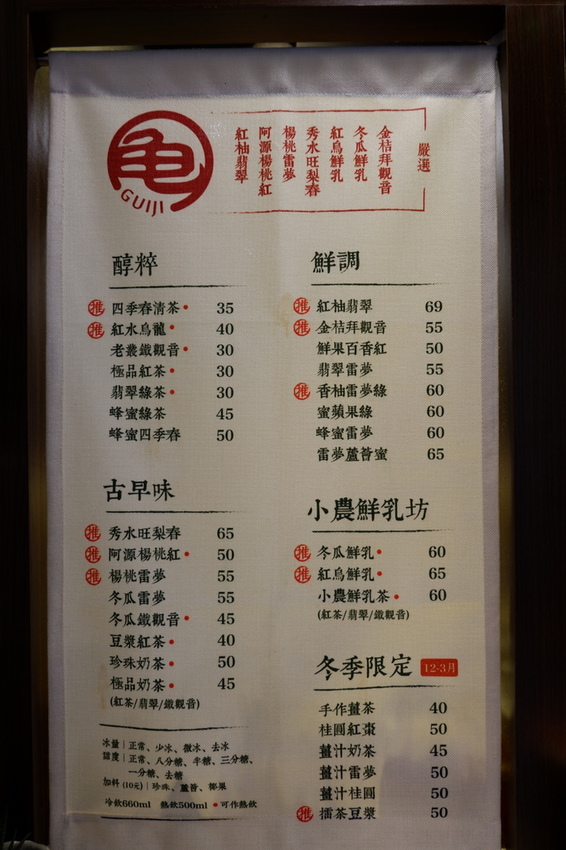 龜
GUIJI
嚴選
金桔拜觀音
冬瓜鮮乳
紅烏鮮乳
秀水旺梨春
楊桃雷夢
阿源楊桃紅
紅柚翡翠
醇粹
推 四季春清茶• 35
推 紅水烏龍• 40
老叢鐵觀音• 30
極品紅茶• 30
翡翠綠茶• 30
蜂蜜綠茶 45
蜂蜜四季春 50
古早味
推 秀水旺梨春 65
推 阿源楊桃紅• 50
推 楊桃雷夢 55
冬瓜雷夢 55
冬瓜鐵觀音• 45
豆漿紅茶• 40
珍珠奶茶• 50
極品奶茶• 45
(紅茶/翡翠/鐵觀音)
冰量｜正常、少冰、微冰、去冰
甜度｜正常、八分糖、半糖、三分糖、
一分糖、去糖
加料(10元)｜珍珠、蘆薈、椰果
冷飲660ml 熱飲500ml •可作熱飲
鮮調
推 紅柚翡翠 69
推 金桔拜觀音 55
鮮果百香紅 50
翡翠雷夢 55
推 香柚雷夢綠 60
蜜蘋果綠 60
蜂蜜雷夢 60
雷夢蘆薈蜜 65
小農鮮乳坊
推 冬瓜鮮乳• 60
推 紅烏鮮乳• 65
小農鮮乳茶• 60
(紅茶/翡翠/鐵觀音)
冬季限定 12-3月
手作薑茶 40
桂圓紅棗 50
薑汁奶茶 45
薑汁雷夢 50
薑汁桂圓 50
推 擂茶豆漿 50